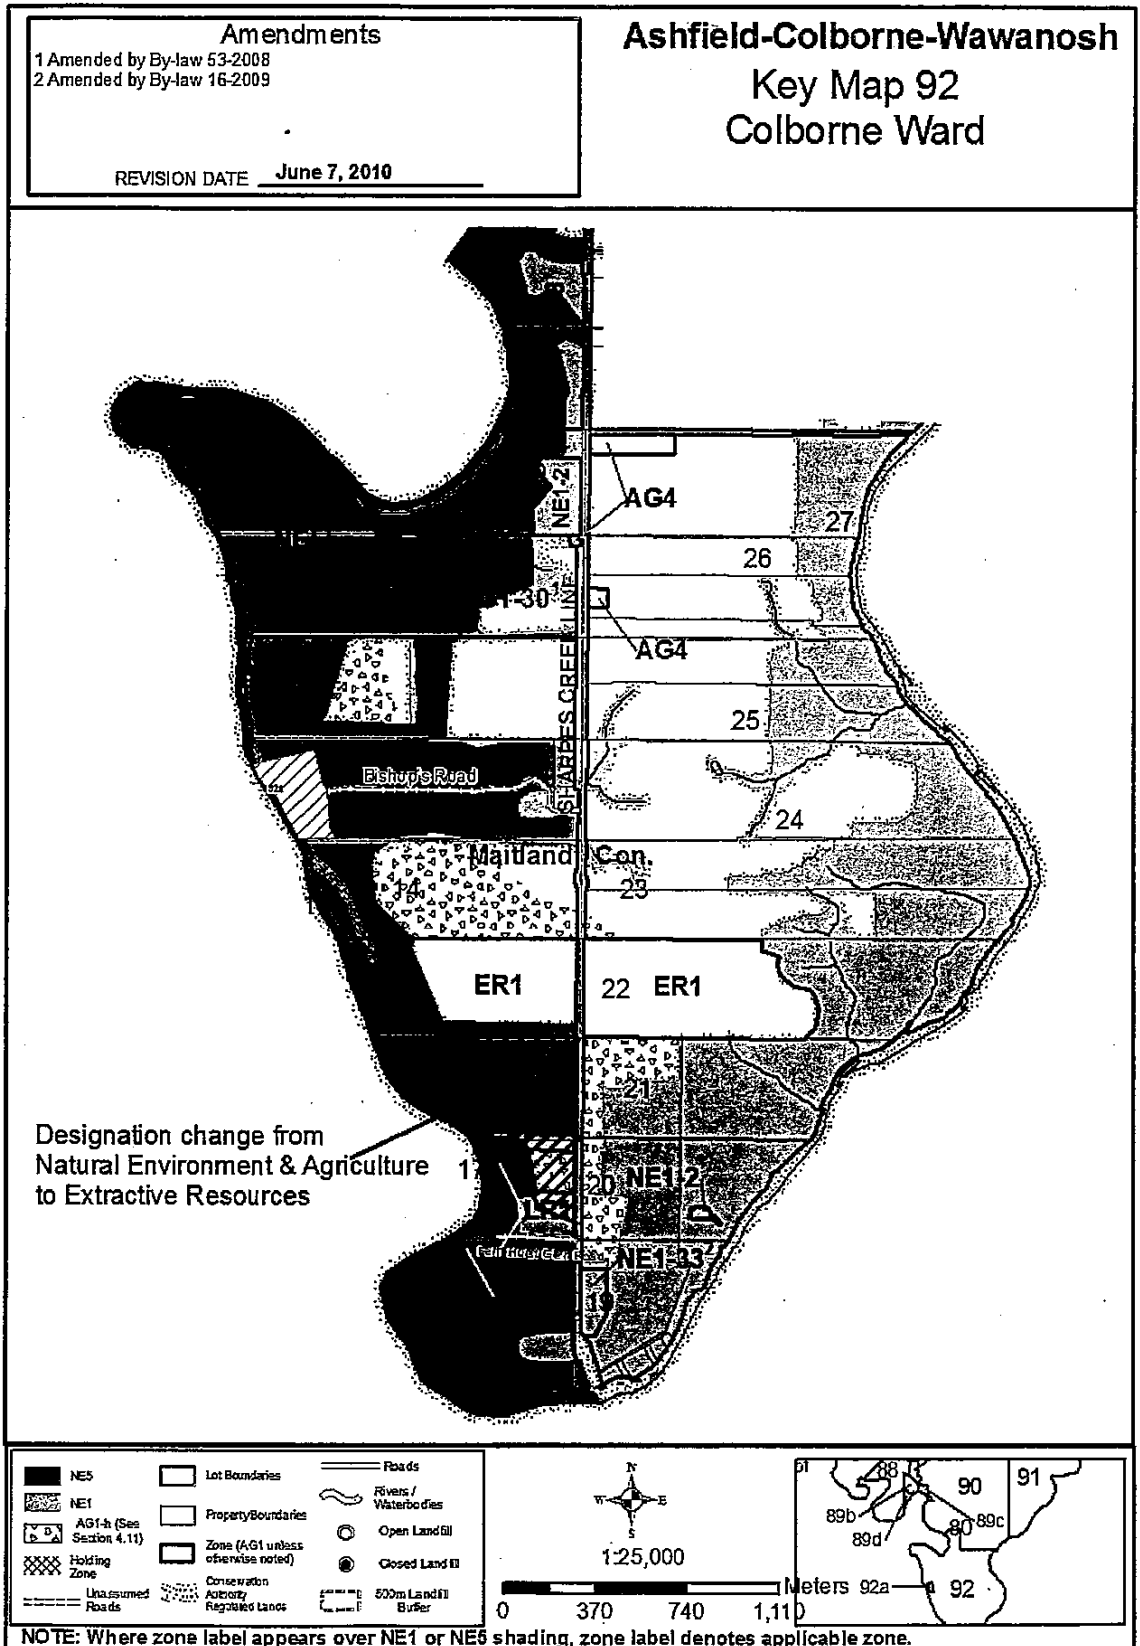 Amendments
1 Amended by By-law 53-2008
2 Amended by By-law 16-2009
REVISION DATE June 7, 2010
Ashfield-Colborne-Wawanosh
Key Map 92
Colborne Ward
NE1-2
AG4
27
26
-30
AG4
SHARPES CREEK LINE
25
Bishop's Road
24
Maitland Con.
14
23
ER1
22
ER1
21
Designation change from
Natural Environment & Agriculture
to Extractive Resources
20
NE1-2
NE1-33
19
NE5
NE1
AG1-h (See
Section 4.11)
Holding
Zone
Unassumed
Roads
Lot Boundaries
Property Boundaries
Zone (AG1 unless
otherwise noted)
Conservation
Authority
Regulated Lands
Roads
Rivers /
Waterbodies
Open Landfill
Closed Landfill
500m Landfill
Buffer
N
W E
S
1:25,000
Meters
0 370 740 1,110
88
90
91
89b
89c
89d
80
92a
92
NOTE: Where zone label appears over NE1 or NE5 shading, zone label denotes applicable zone.